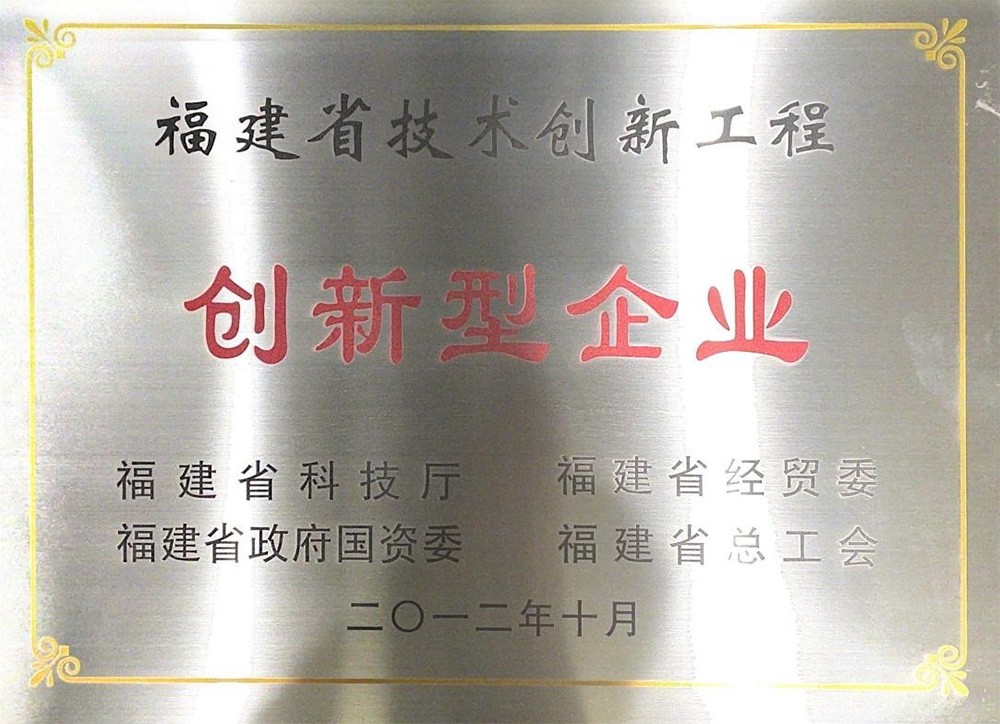 福建省技术创新工程
创新型企业
福建省科技厅 福建省经贸委
福建省政府国资委 福建省总工会
二〇一二年十月